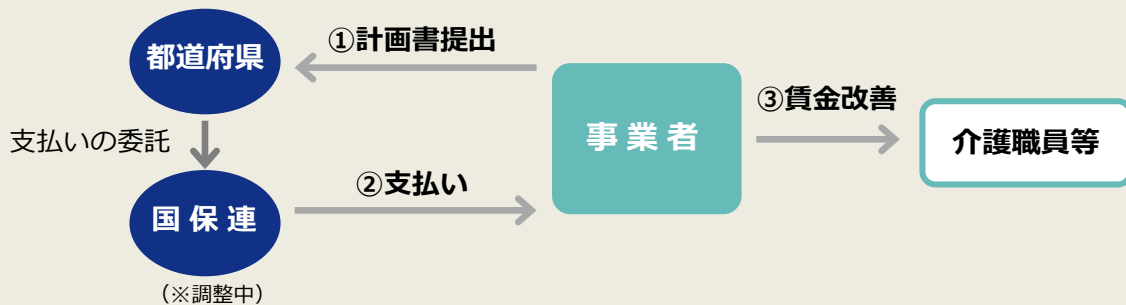 都道府県
①計画書提出
事業者
③賃金改善
介護職員等
支払いの委託
②支払い
国保連
（※調整中）